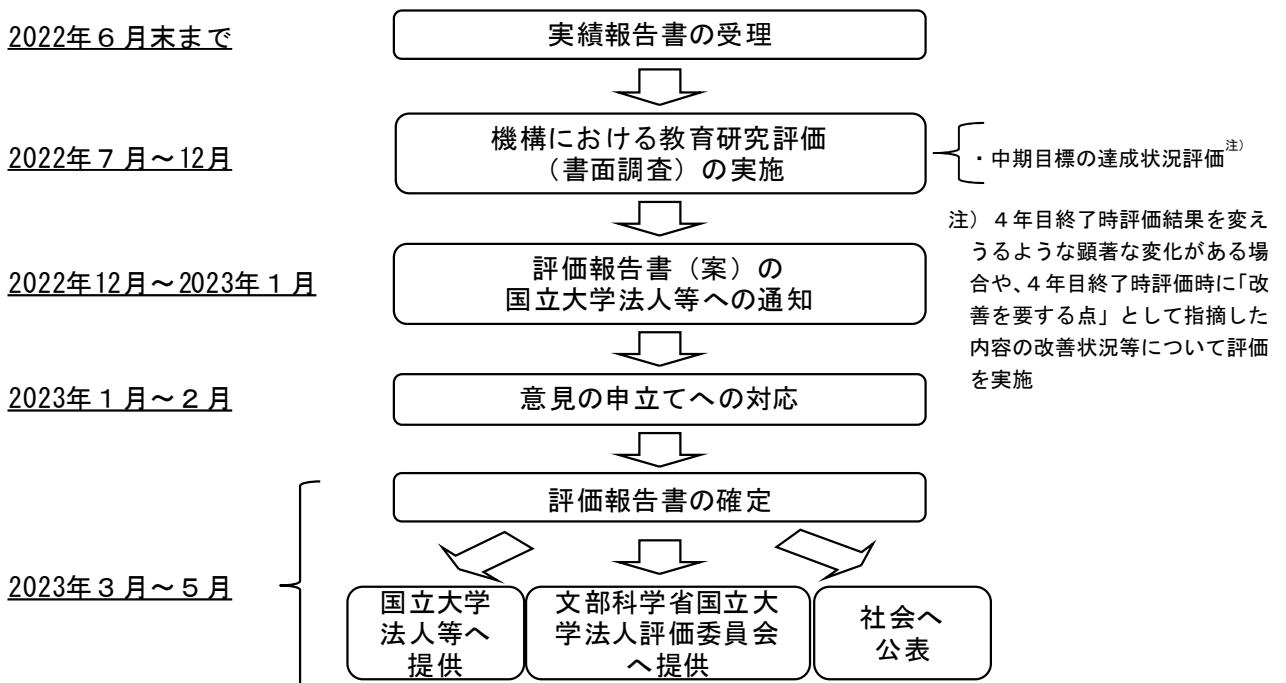 2022年6月末まで
実績報告書の受理
2022年7月～12月
機構における教育研究評価
（書面調査）の実施
・中期目標の達成状況評価注）
注）４年目終了時評価結果を変え
うるような顕著な変化がある場
合や、４年目終了時評価時に「改
善を要する点」として指摘した
内容の改善状況等について評価
を実施
2022年12月～2023年１月
評価報告書（案）の
国立大学法人等への通知
2023年１月～２月
意見の申立てへの対応
評価報告書の確定
2023年３月～５月
国立大学
法人等へ
提供
文部科学省国立大
学法人評価委員会
へ提供
社会へ
公表